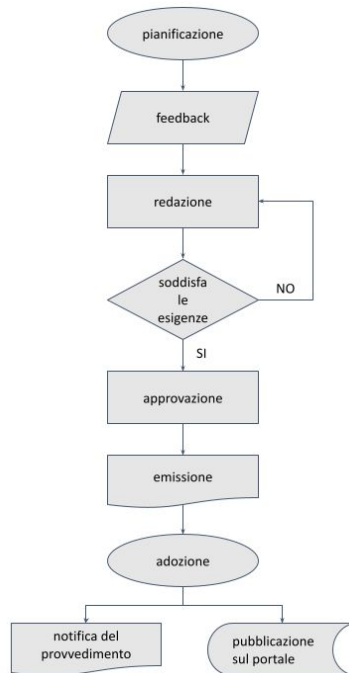 pianificazione
feedback
redazione
soddisfa
le
esigenze
NO
SI
approvazione
emissione
adozione
notifica del
provvedimento
pubblicazione
sul portale